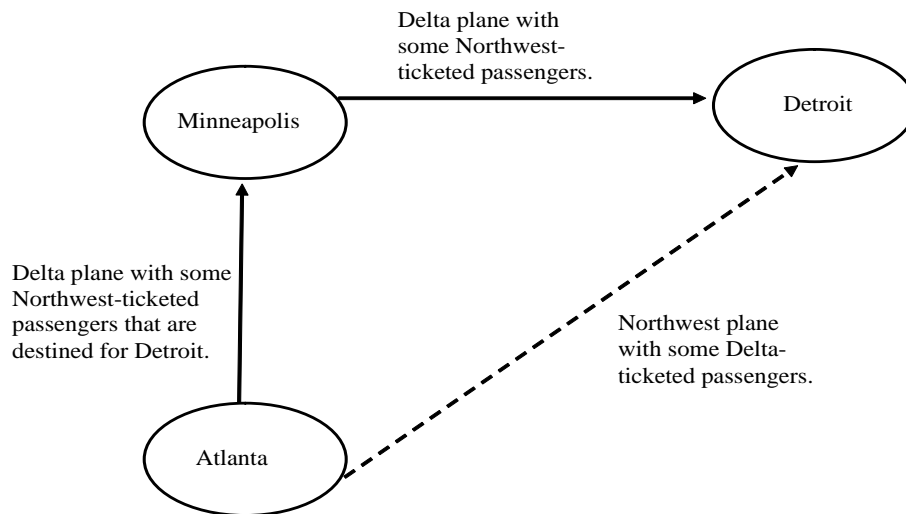 Delta plane with
some Northwest-
ticketed passengers.
Minneapolis
Detroit
Delta plane with some
Northwest-ticketed
passengers that are
destined for Detroit.
Northwest plane
with some Delta-
ticketed passengers.
Atlanta